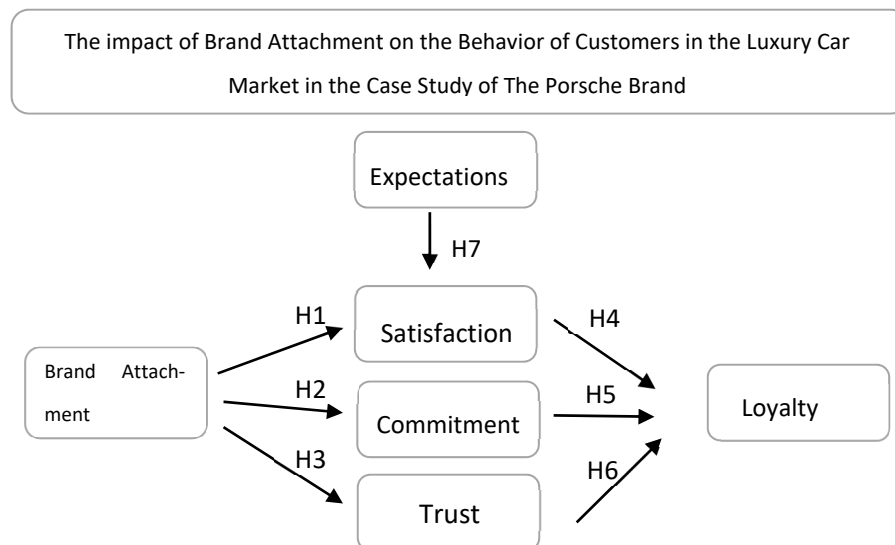 The impact of Brand Attachment on the Behavior of Customers in the Luxury Car
Market in the Case Study of The Porsche Brand
Expectations
H7
H1
Satisfaction
H4
Brand Attach-
ment
H2
Commitment
H5
Loyalty
H3
H6
Trust